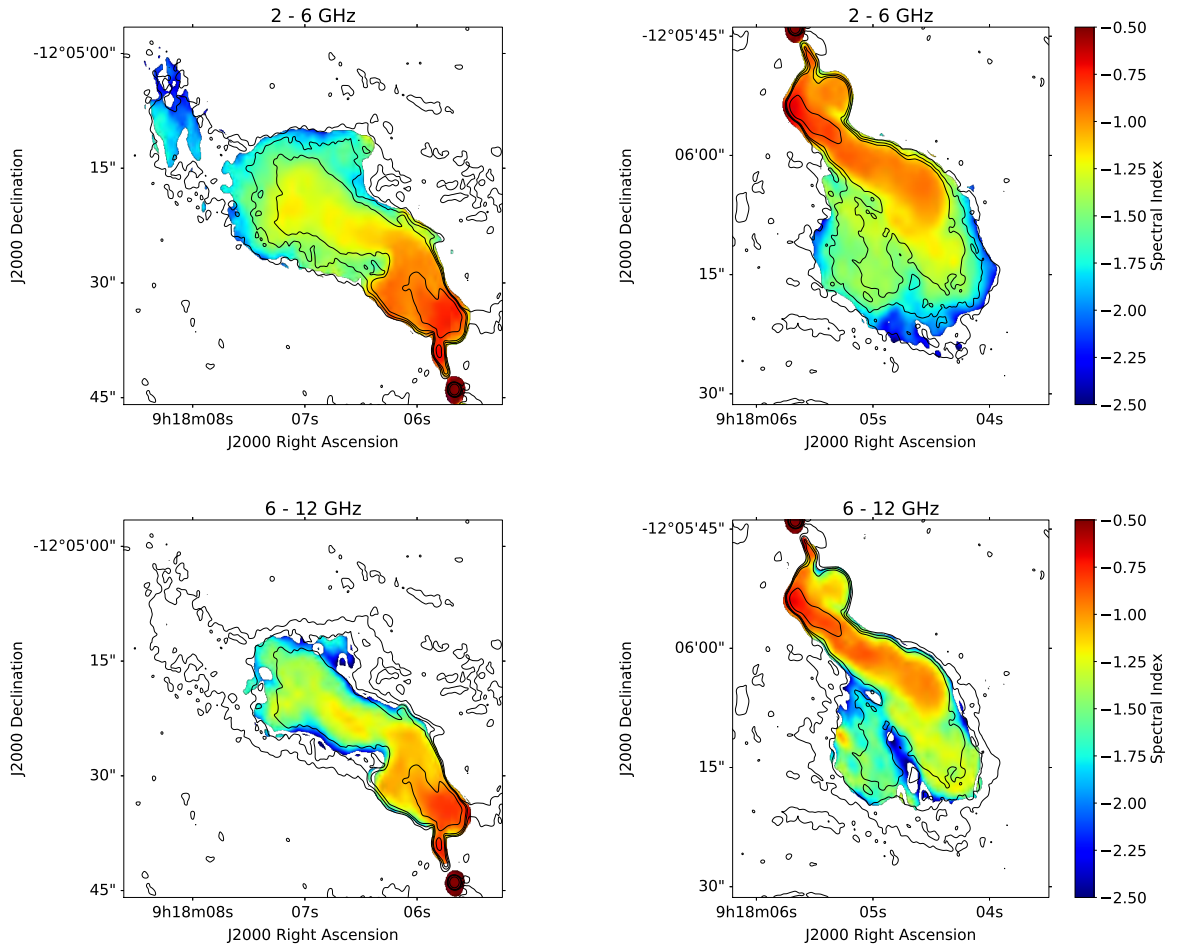 2 - 6 GHz
-12°05'00"
15"
30"
45"
J2000 Declination
9h18m08s
07s
06s
J2000 Right Ascension
2 - 6 GHz
-12°05'45"
06'00"
15"
30"
J2000 Declination
9h18m06s
05s
04s
J2000 Right Ascension
−0.50
−0.75
−1.00
−1.25
−1.50
−1.75
−2.00
−2.25
−2.50
Spectral Index
6 - 12 GHz
-12°05'00"
15"
30"
45"
J2000 Declination
9h18m08s
07s
06s
J2000 Right Ascension
6 - 12 GHz
-12°05'45"
06'00"
15"
30"
J2000 Declination
9h18m06s
05s
04s
J2000 Right Ascension
−0.50
−0.75
−1.00
−1.25
−1.50
−1.75
−2.00
−2.25
−2.50
Spectral Index